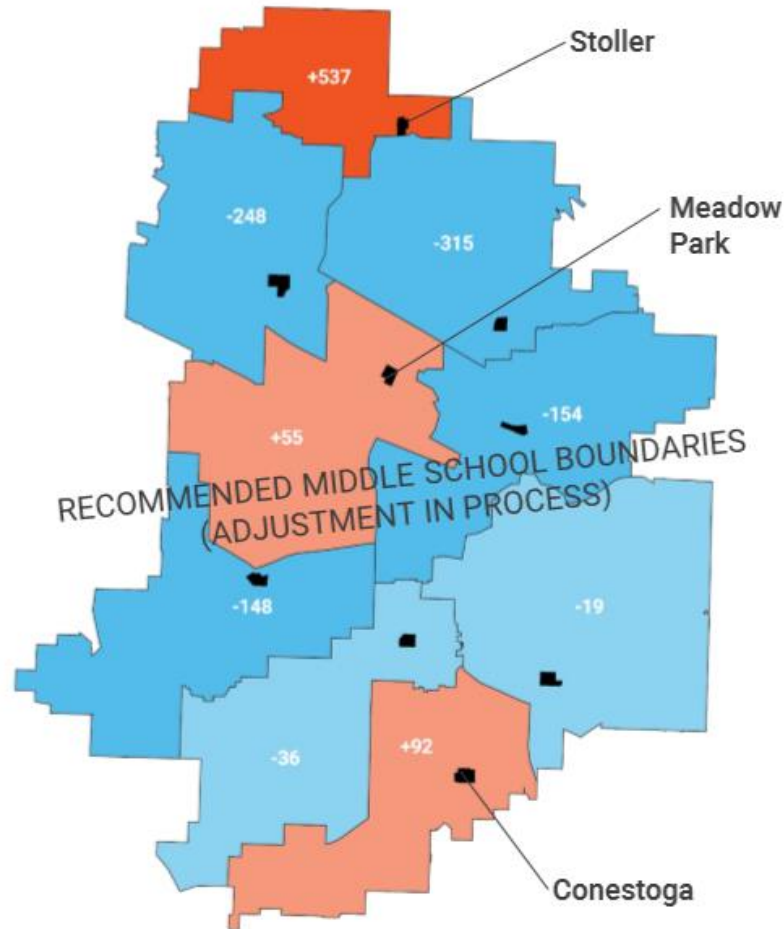 Stoller
+537
Meadow
Park
-248
-315
-154
+55
RECOMMENDED MIDDLE SCHOOL BOUNDARIES
(ADJUSTMENT IN PROCESS)
-148
-19
-36
+92
Conestoga